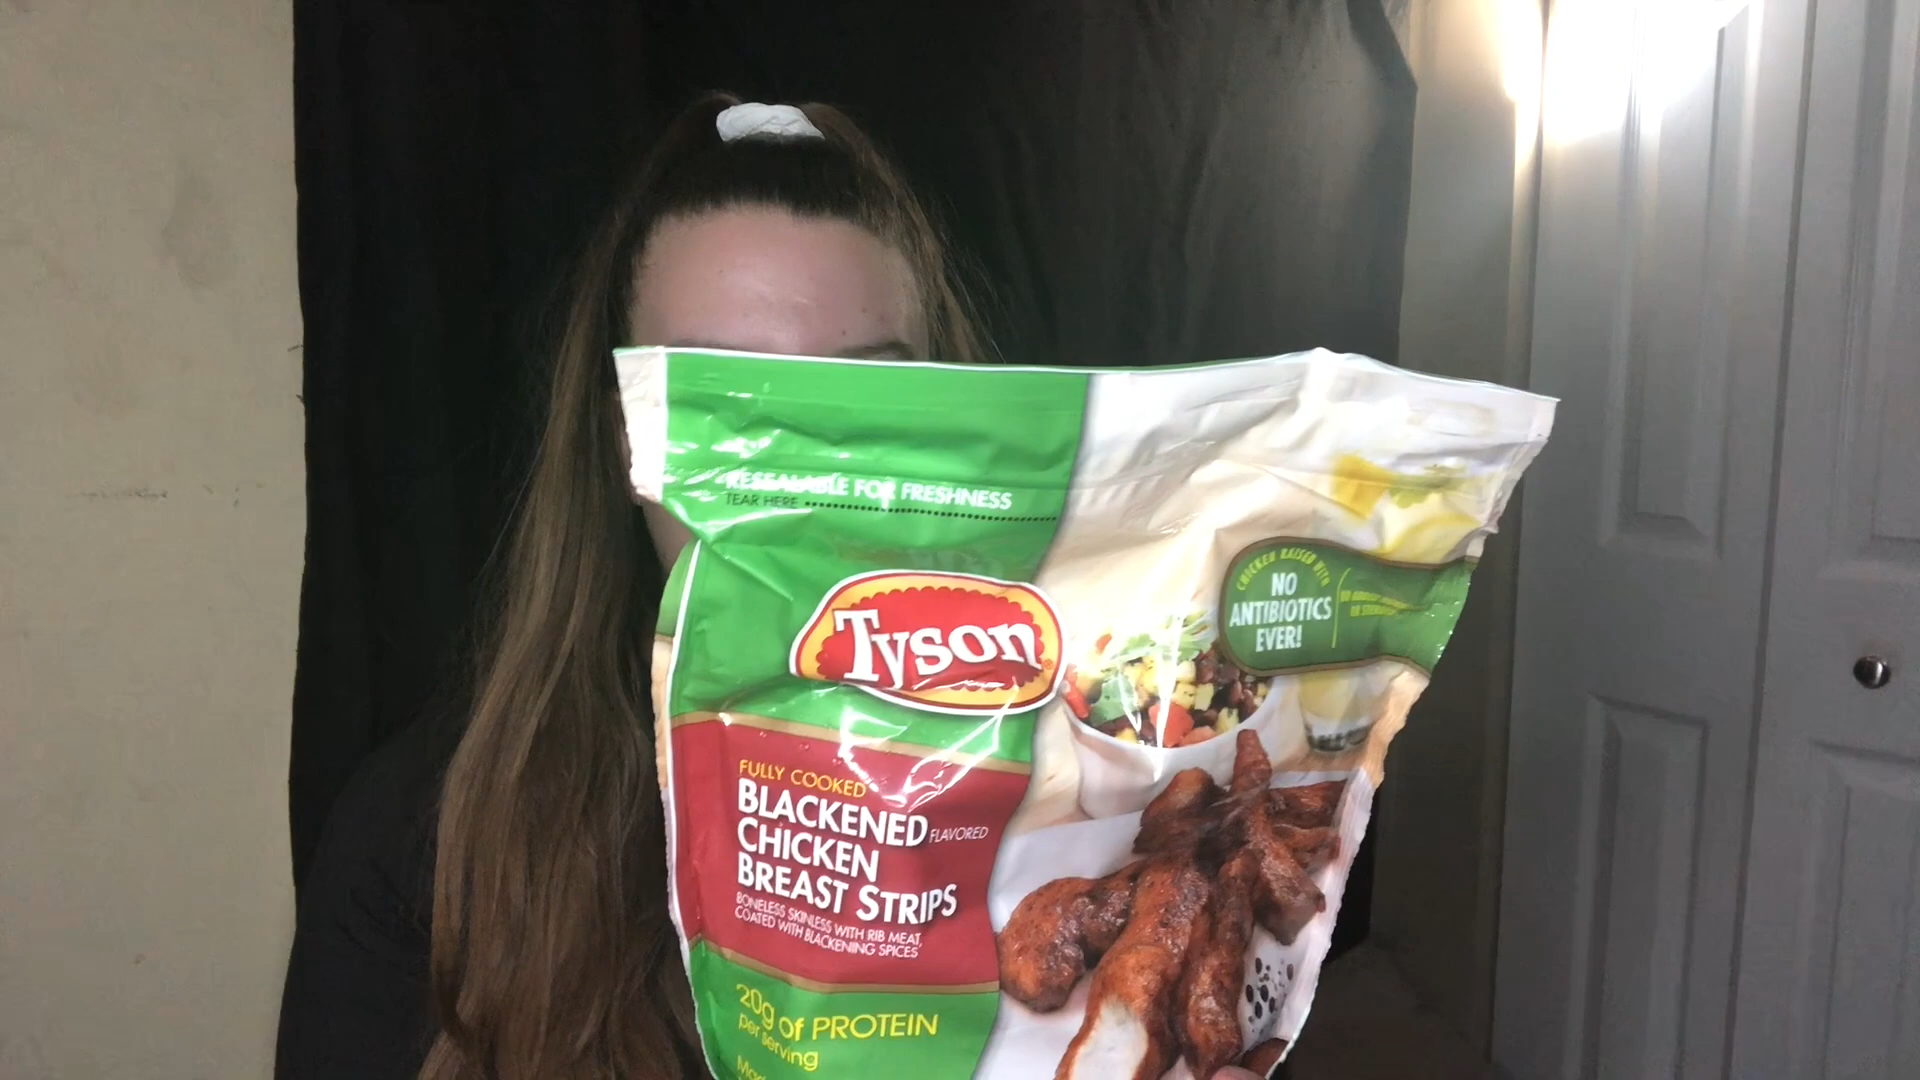 RESEALABLE FOR FRESHNESS
TEAR HERE
Tyson
CHICKEN RAISED WITH
NO
ANTIBIOTICS
EVER!
FULLY COOKED
BLACKENED FLAVORED
CHICKEN
BREAST STRIPS
BONELESS SKINLESS WITH RIB MEAT,
COATED WITH BLACKENING SPICES
20g of PROTEIN
per serving